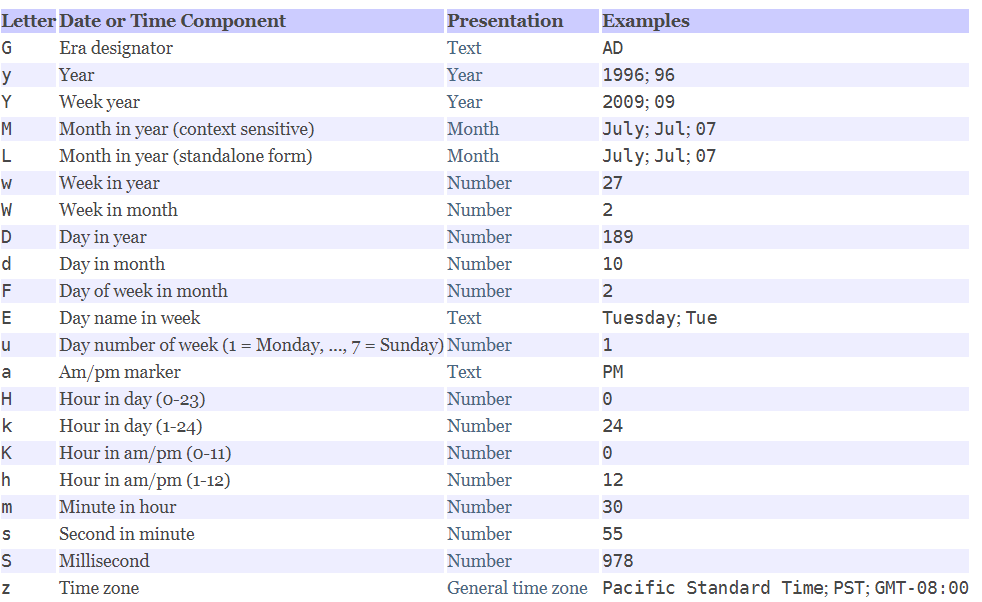 Letter Date or Time Component Presentation Examples
G Era designator Text AD
y Year Year 1996; 96
Y Week year Year 2009; 09
M Month in year (context sensitive) Month July; Jul; 07
L Month in year (standalone form) Month July; Jul; 07
w Week in year Number 27
W Week in month Number 2
D Day in year Number 189
d Day in month Number 10
F Day of week in month Number 2
E Day name in week Text Tuesday; Tue
u Day number of week (1 = Monday, ..., 7 = Sunday) Number 1
a Am/pm marker Text PM
H Hour in day (0-23) Number 0
k Hour in day (1-24) Number 24
K Hour in am/pm (0-11) Number 0
h Hour in am/pm (1-12) Number 12
m Minute in hour Number 30
s Second in minute Number 55
S Millisecond Number 978
z Time zone General time zone Pacific Standard Time; PST; GMT-08:00